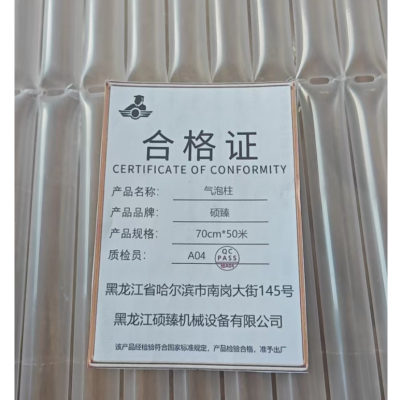 合格证
CERTIFICATE OF CONFORMITY
产品名称： 气泡柱
产品品牌： 硕臻
产品规格： 70cm*50米
质检员： A04 QC PASS
黑龙江省哈尔滨市南岗大街145号
黑龙江硕臻机械设备有限公司
该产品经检验符合国家标准规定，产品检验合格，准予出厂